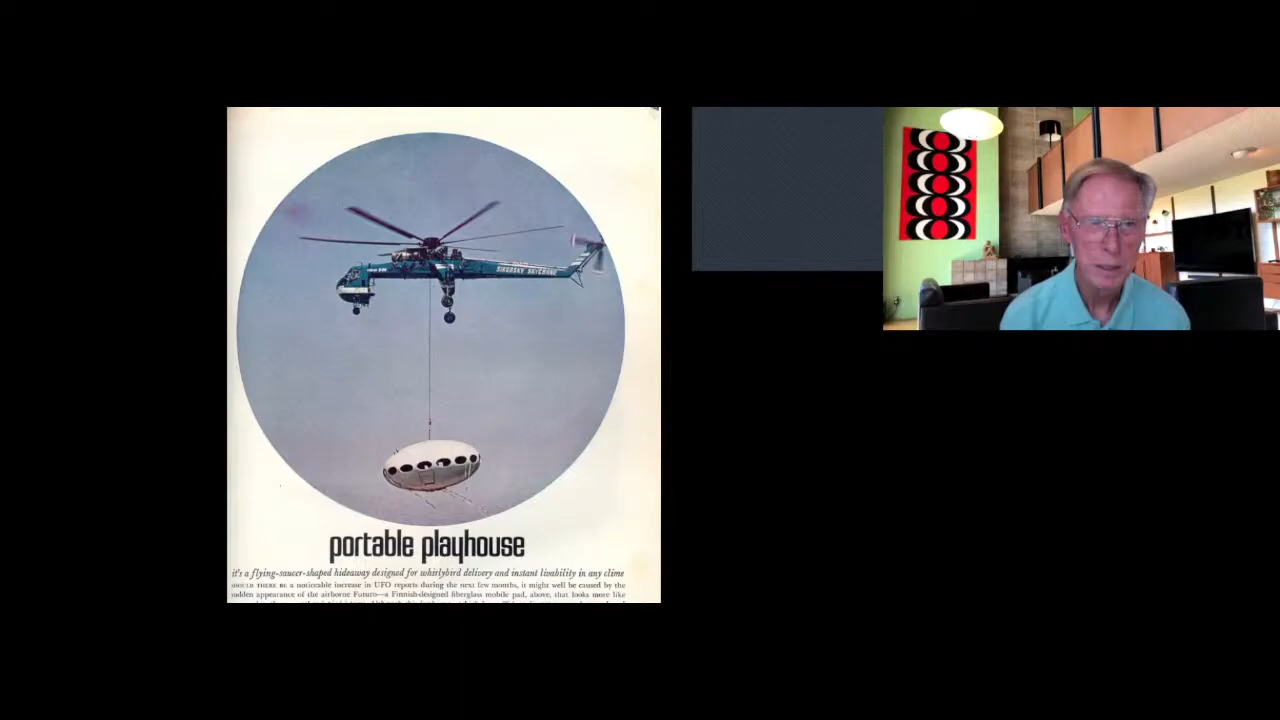 SIKORSKY SKYCRANE
portable playhouse
it's a flying-saucer-shaped hideaway designed for whirlybird delivery and instant livability in any clime
SHOULD THERE BE a noticeable increase in UFO reports during the next few months, it might well be caused by the
sudden appearance of the airborne Futuro—a Finnish-designed fiberglass mobile pad, above, that looks more like